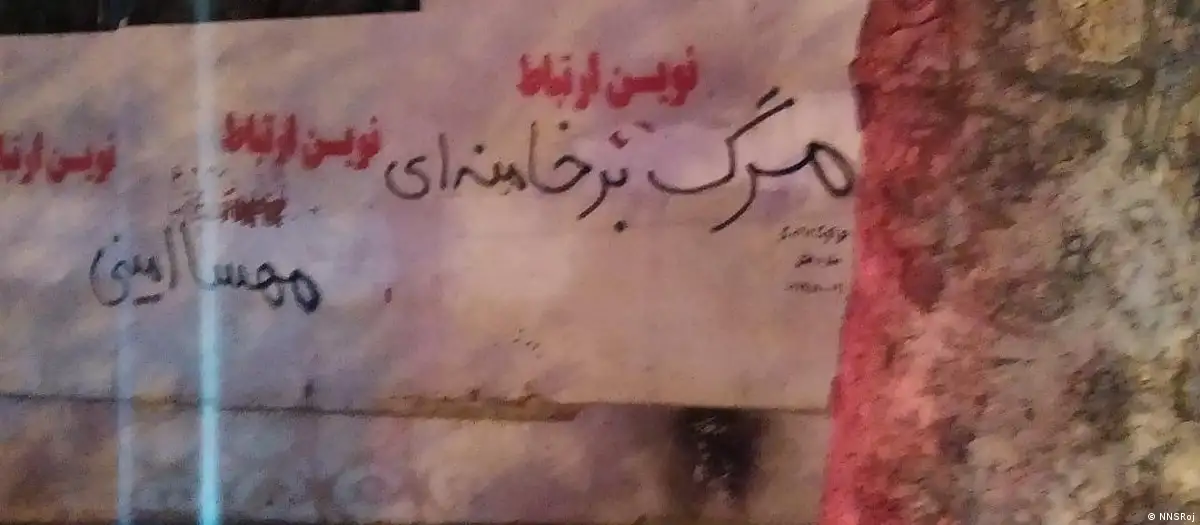 نوین ارتباط
مرگ بر خامنه‌ای
نوین ارتباط
نوین ارتباط
مهسا امینی
© NNSRoj